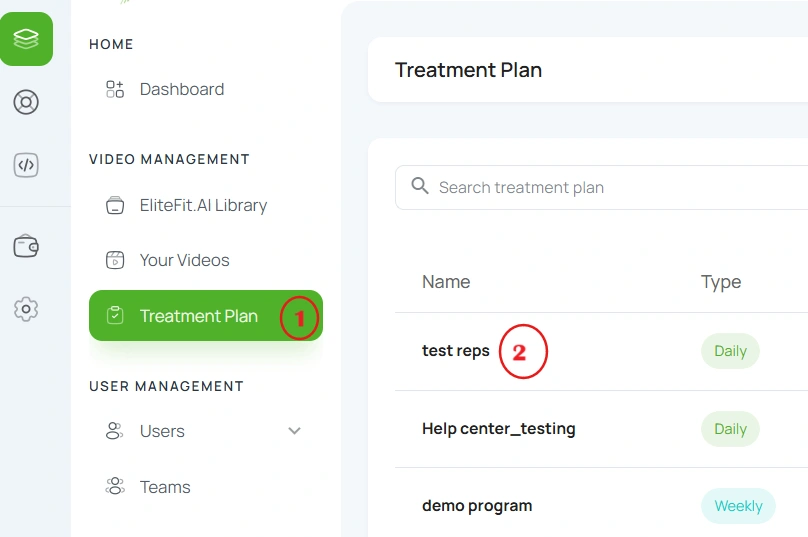 HOME
Dashboard
VIDEO MANAGEMENT
EliteFit.AI Library
Your Videos
Treatment Plan 1
USER MANAGEMENT
Users
Teams
Treatment Plan
Search treatment plan
Name Type
test reps 2 Daily
Help center_testing Daily
demo program Weekly